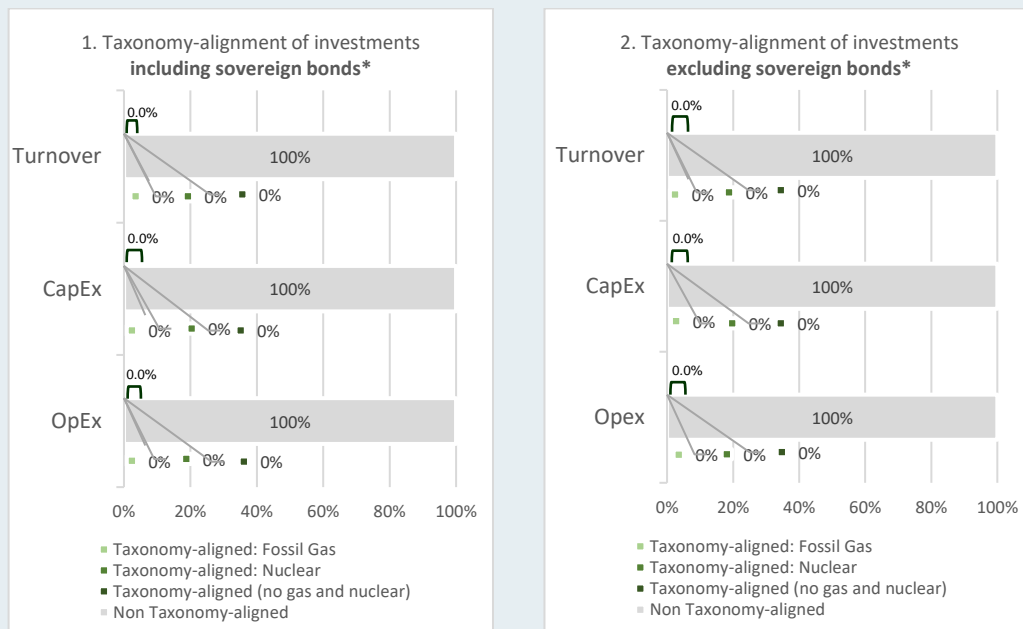 1. Taxonomy-alignment of investments
including sovereign bonds*
0.0%
Turnover
100%
0% 0% 0%
0.0%
CapEx
100%
0% 0% 0%
0.0%
OpEx
100%
0% 0% 0%
0% 20% 40% 60% 80% 100%
Taxonomy-aligned: Fossil Gas
Taxonomy-aligned: Nuclear
Taxonomy-aligned (no gas and nuclear)
Non Taxonomy-aligned
2. Taxonomy-alignment of investments
excluding sovereign bonds*
0.0%
Turnover
100%
0% 0% 0%
0.0%
CapEx
100%
0% 0% 0%
0.0%
Opex
100%
0% 0% 0%
0% 20% 40% 60% 80% 100%
Taxonomy-aligned: Fossil Gas
Taxonomy-aligned: Nuclear
Taxonomy-aligned (no gas and nuclear)
Non Taxonomy-aligned